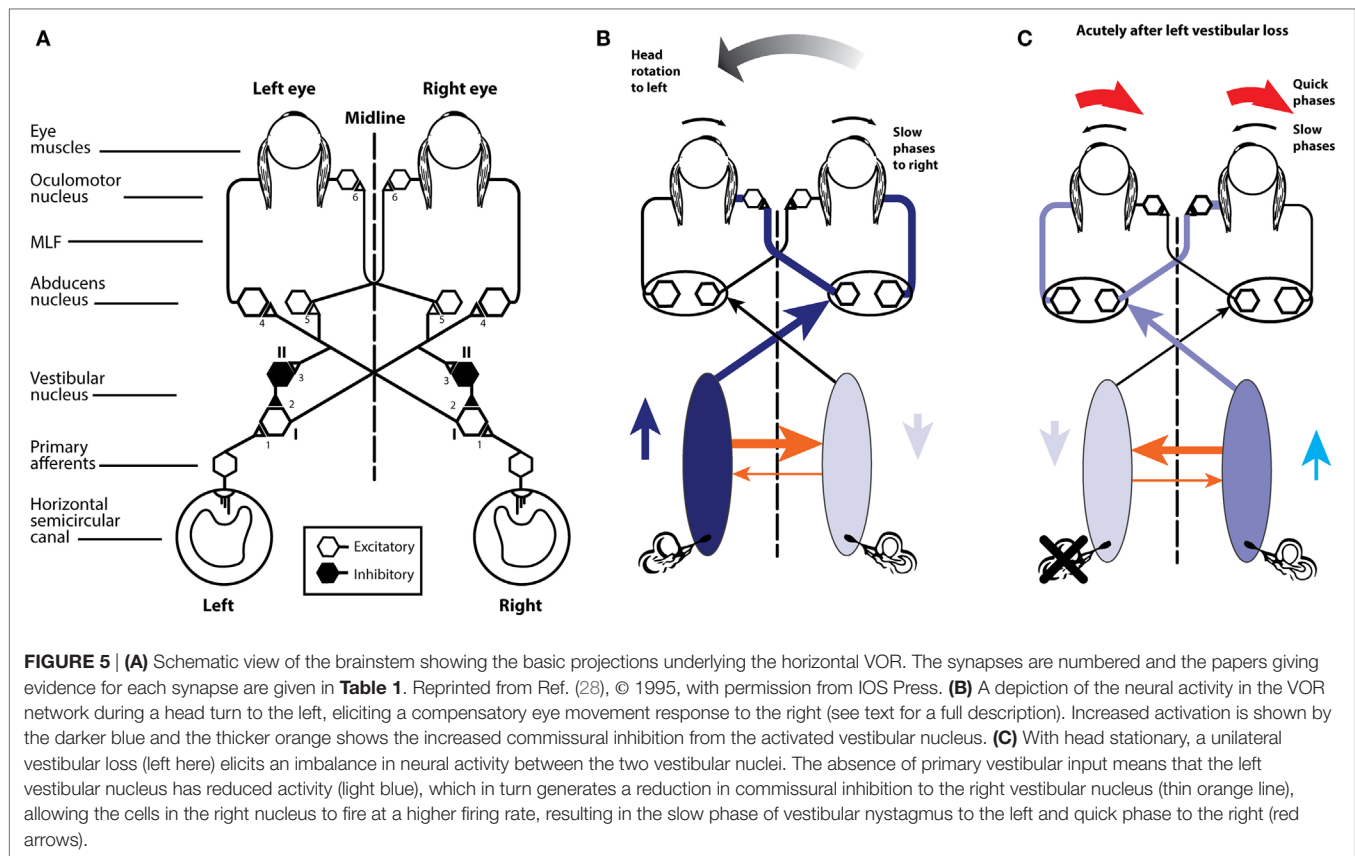 A
Left eye
Right eye
Midline
Eye
muscles
Oculomotor
nucleus
MLF
Abducens
nucleus
Vestibular
nucleus
Primary
afferents
Horizontal
semicircular
canal
6
6
4
5
5
4
II
II
3
3
2
2
I
I
1
1
Excitatory
Inhibitory
Left
Right
B
Head
rotation
to left
Slow
phases
to right
C
Acutely after left vestibular loss
Quick
phases
Slow
phases
FIGURE 5 | (A) Schematic view of the brainstem showing the basic projections underlying the horizontal VOR. The synapses are numbered and the papers giving
evidence for each synapse are given in Table 1. Reprinted from Ref. (28), © 1995, with permission from IOS Press. (B) A depiction of the neural activity in the VOR
network during a head turn to the left, eliciting a compensatory eye movement response to the right (see text for a full description). Increased activation is shown by
the darker blue and the thicker orange shows the increased commissural inhibition from the activated vestibular nucleus. (C) With head stationary, a unilateral
vestibular loss (left here) elicits an imbalance in neural activity between the two vestibular nuclei. The absence of primary vestibular input means that the left
vestibular nucleus has reduced activity (light blue), which in turn generates a reduction in commissural inhibition to the right vestibular nucleus (thin orange line),
allowing the cells in the right nucleus to fire at a higher firing rate, resulting in the slow phase of vestibular nystagmus to the left and quick phase to the right (red
arrows).